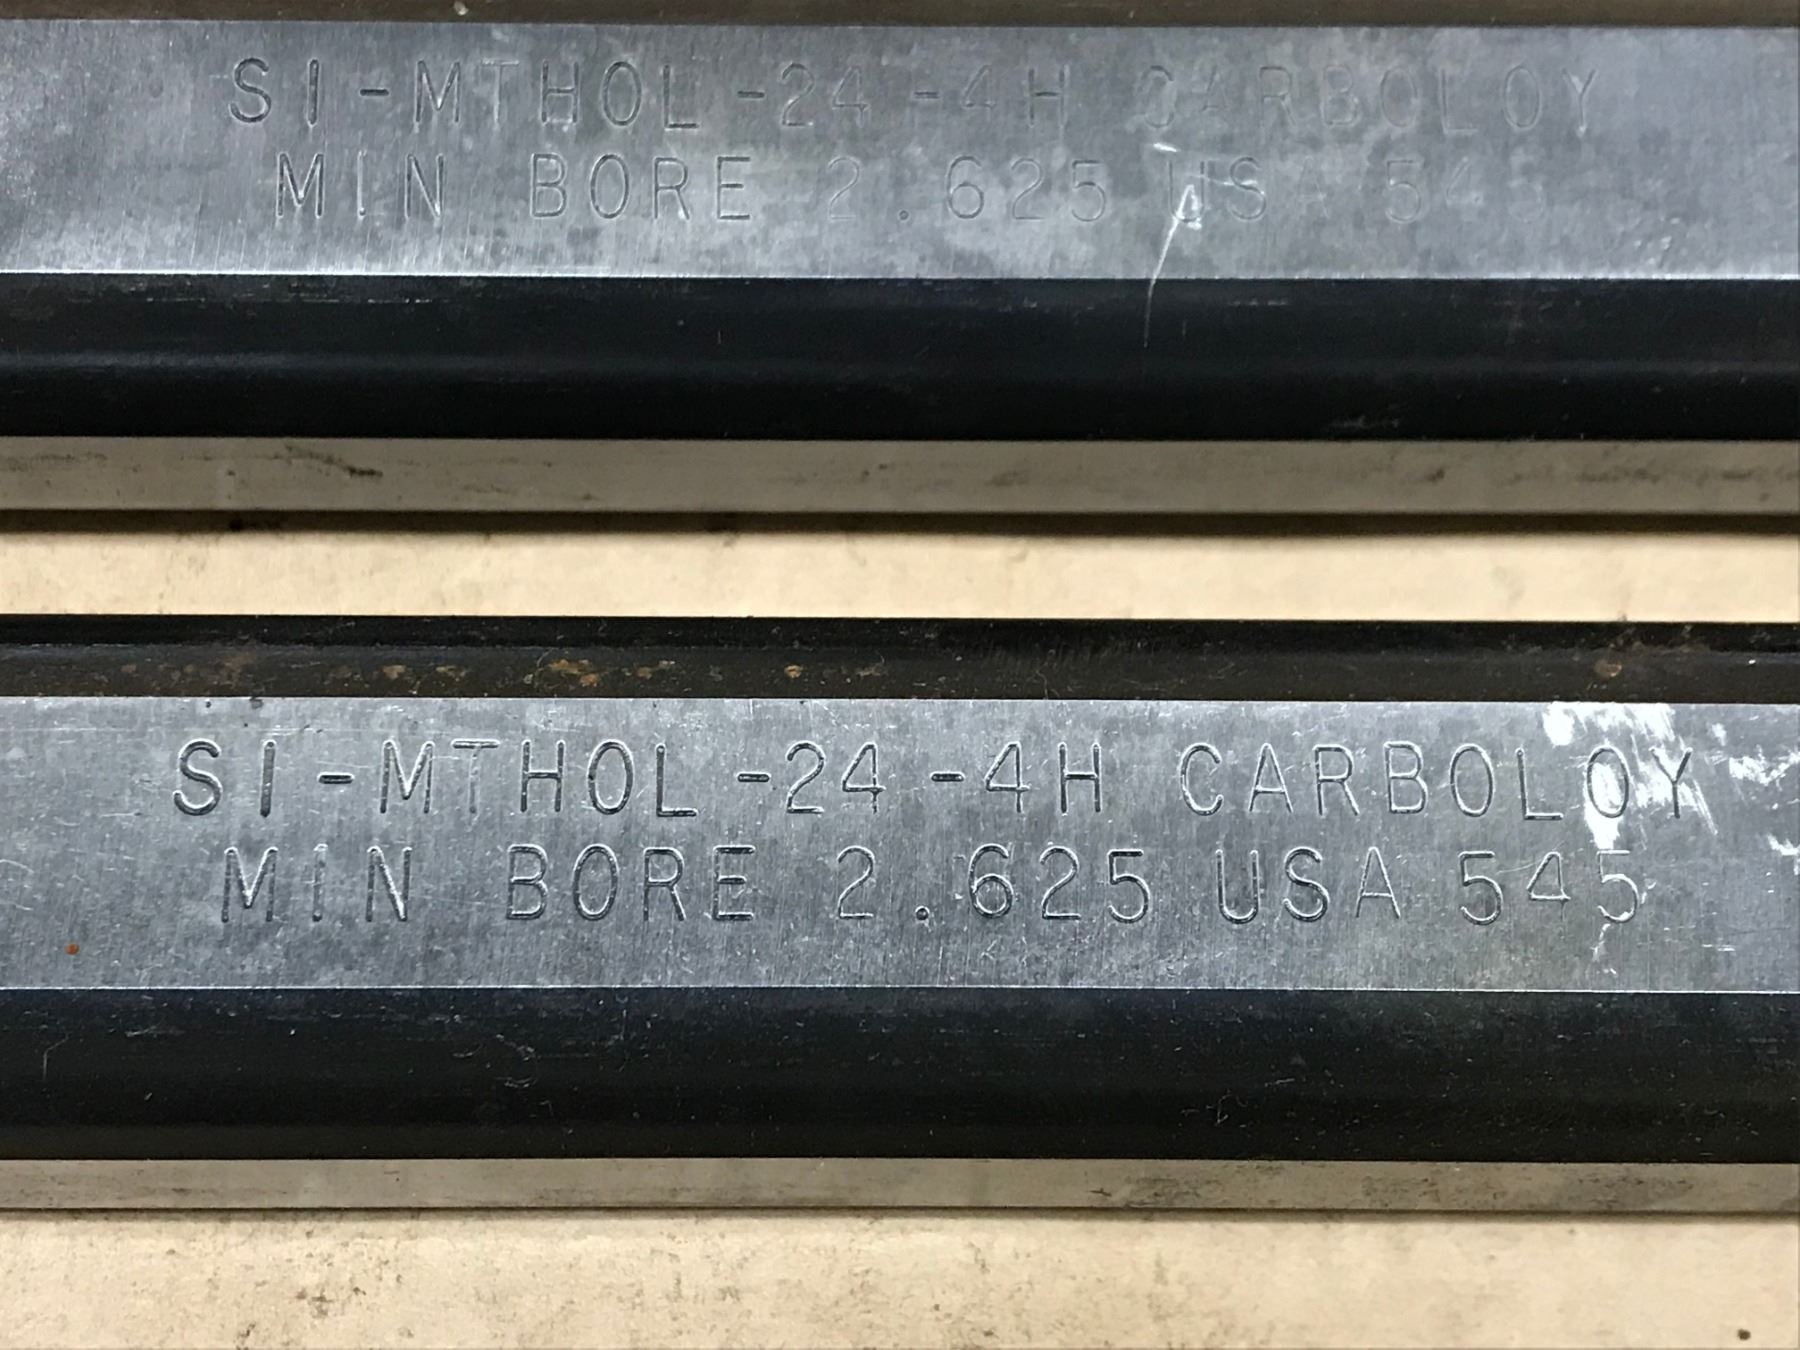 SI-MTHOL-24-4H CARBOLOY
MIN BORE 2.625 USA
SI-MTHOL-24-4H CARBOLOY
MIN BORE 2.625 USA 545